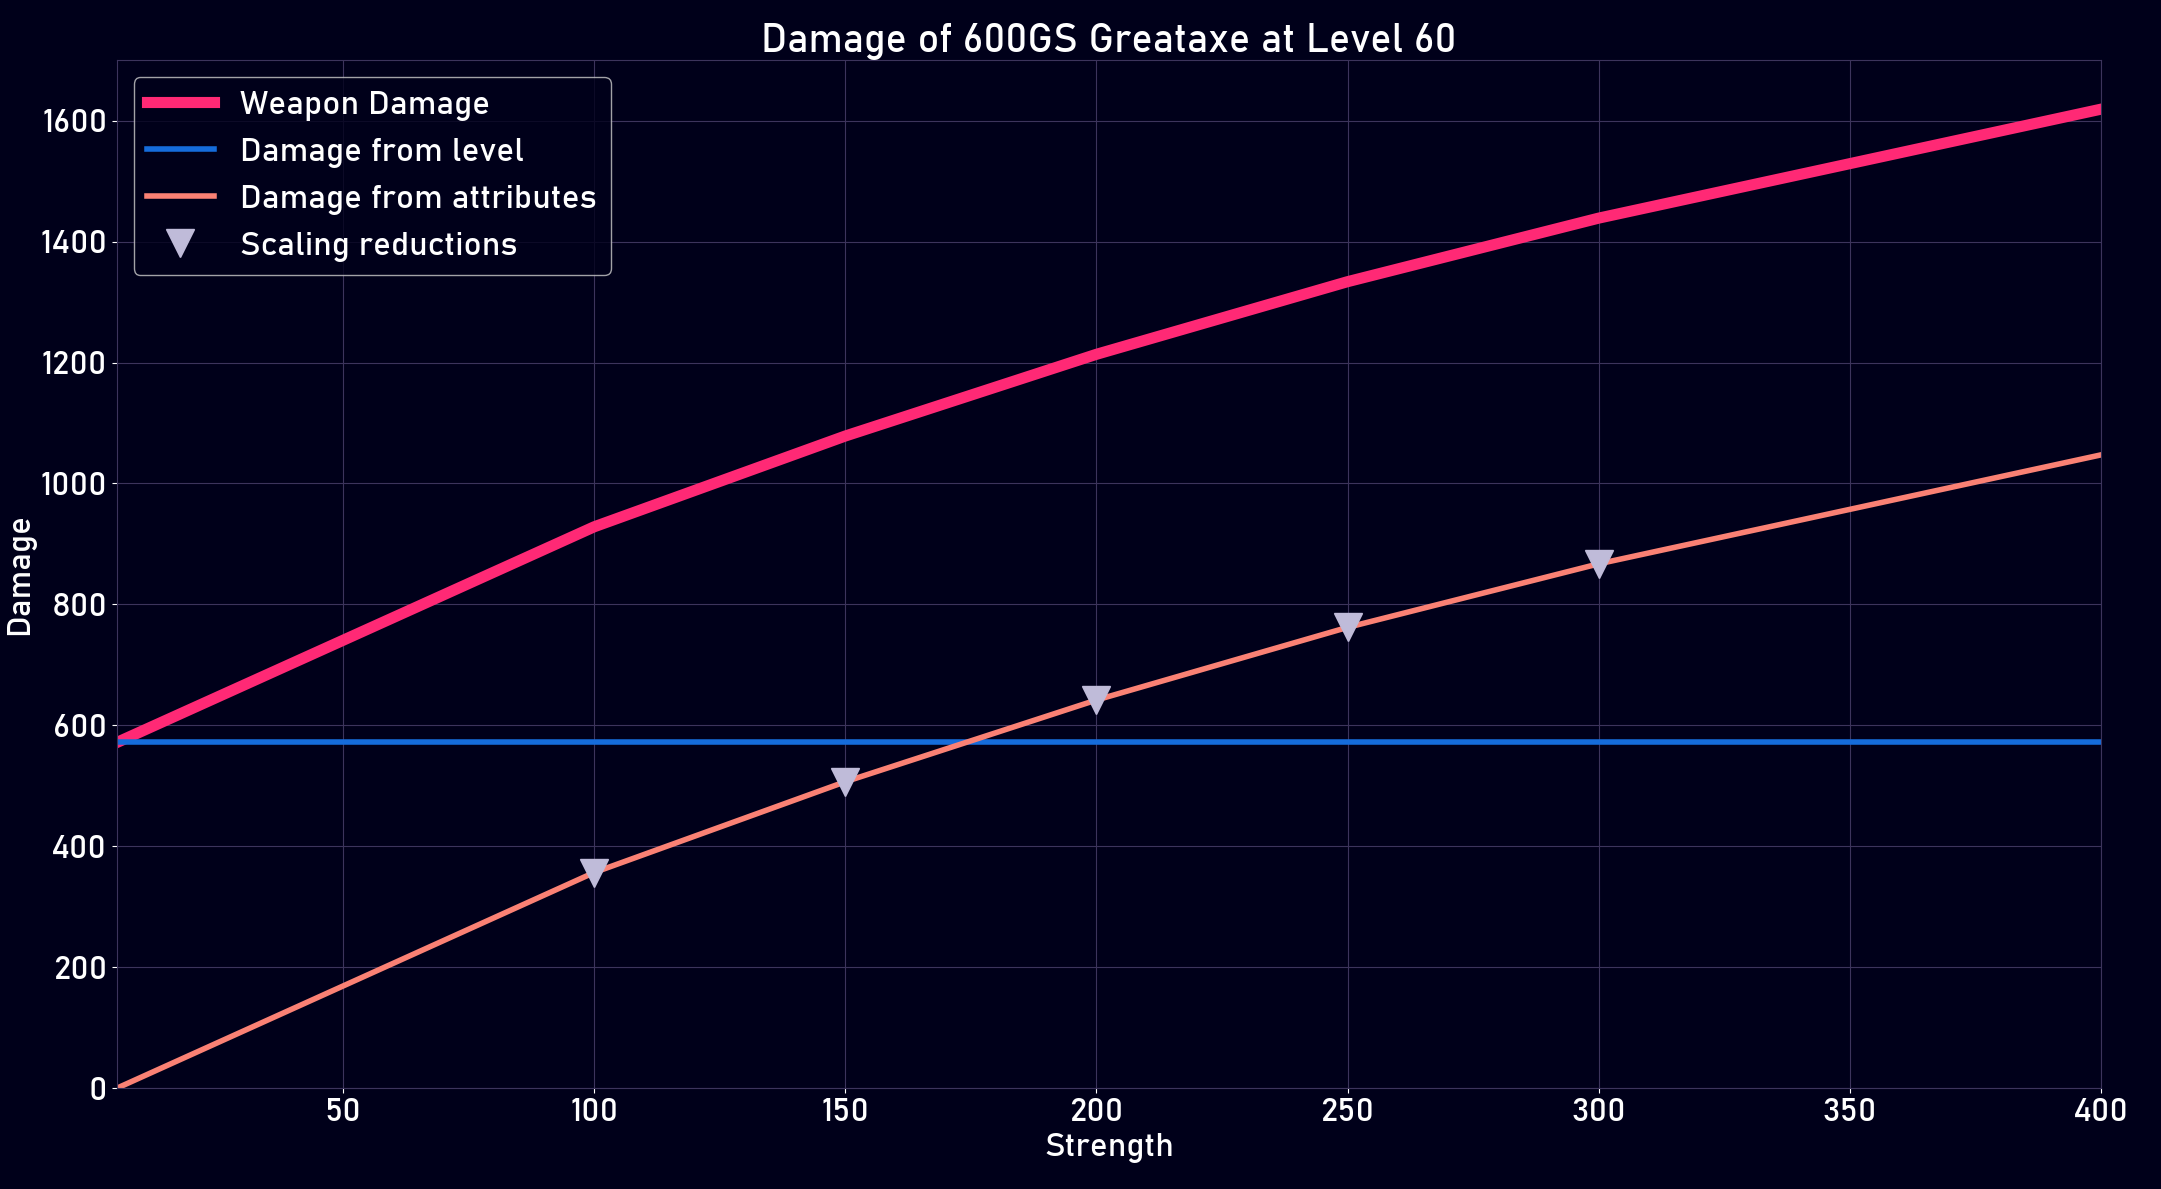 Damage of 600GS Greataxe at Level 60
Weapon Damage
Damage from level
Damage from attributes
Scaling reductions
1600
1400
1200
1000
800
600
400
200
0
Damage
50 100 150 200 250 300 350 400
Strength